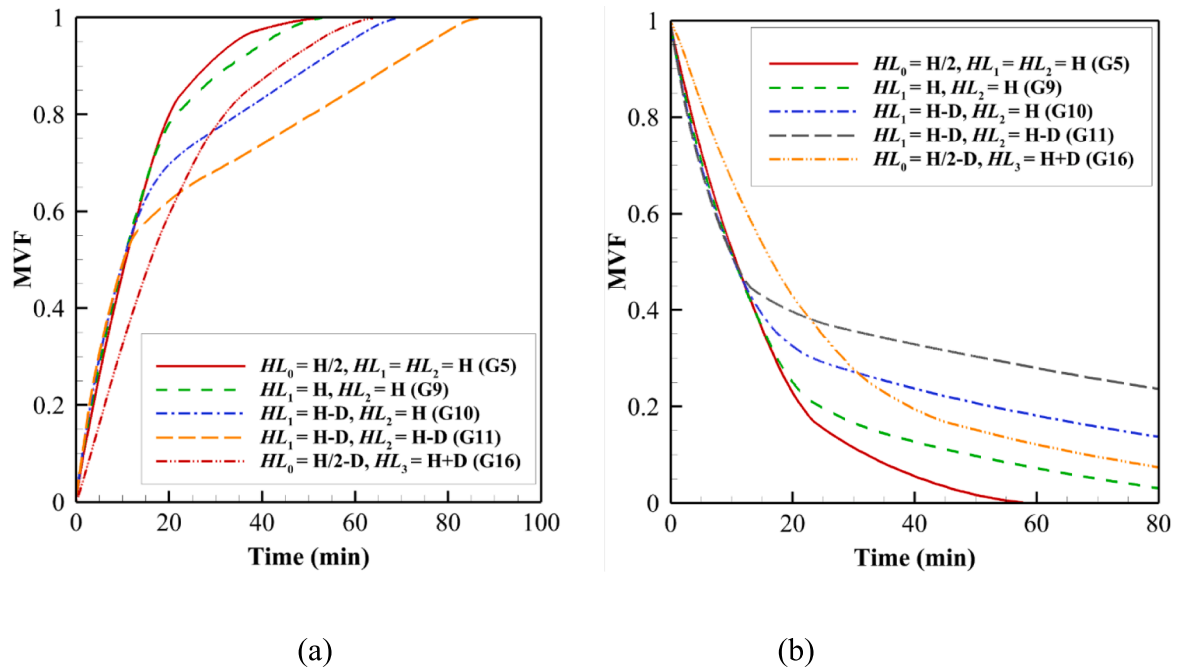 MVF
1
0.8
0.6
0.4
0.2
0
0
20
40
60
80
100
Time (min)
HL0 = H/2, HL1 = HL2 = H (G5)
HL1 = H, HL2 = H (G9)
HL1 = H-D, HL2 = H (G10)
HL1 = H-D, HL2 = H-D (G11)
HL0 = H/2-D, HL3 = H+D (G16)
(a)
MVF
1
0.8
0.6
0.4
0.2
0
0
20
40
60
80
Time (min)
HL0 = H/2, HL1 = HL2 = H (G5)
HL1 = H, HL2 = H (G9)
HL1 = H-D, HL2 = H (G10)
HL1 = H-D, HL2 = H-D (G11)
HL0 = H/2-D, HL3 = H+D (G16)
(b)